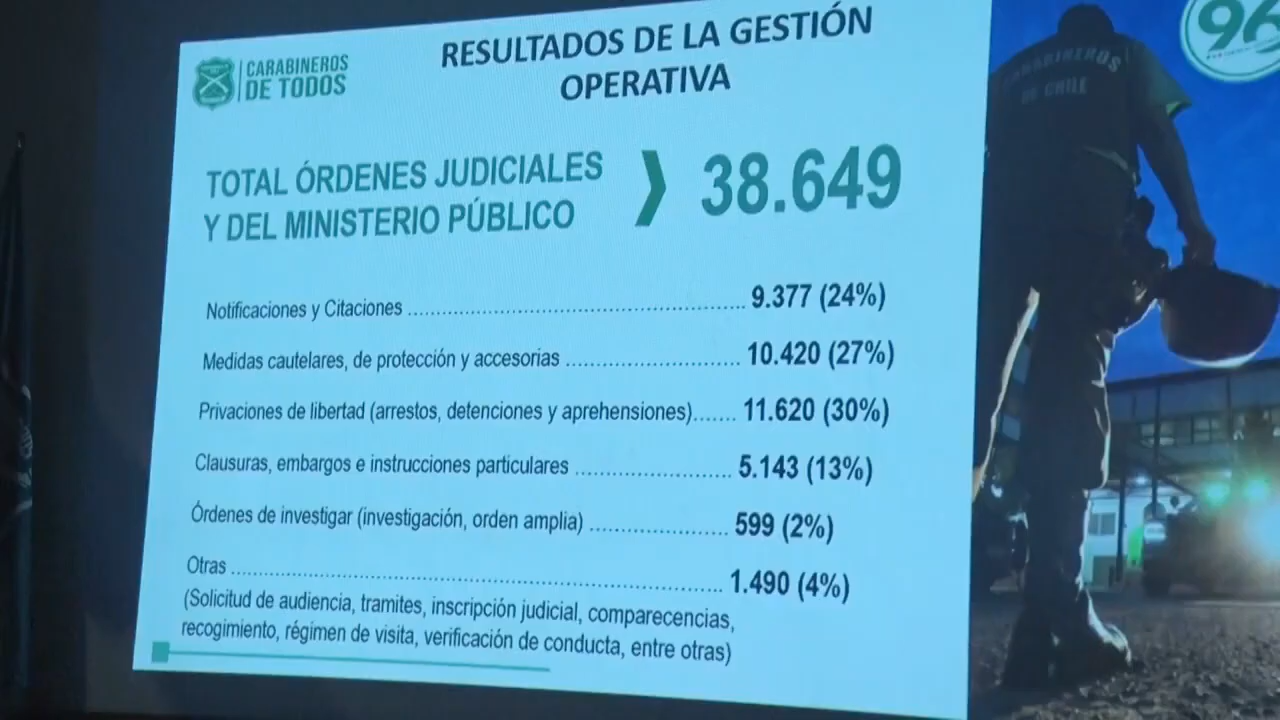 CARABINEROS
DE TODOS
RESULTADOS DE LA GESTIÓN
OPERATIVA
TOTAL ÓRDENES JUDICIALES
Y DEL MINISTERIO PÚBLICO
38.649
Notificaciones y Citaciones ........................................................ 9.377 (24%)
Medidas cautelares, de protección y accesorias ............................. 10.420 (27%)
Privaciones de libertad (arrestos, detenciones y aprehensiones)....... 11.620 (30%)
Clausuras, embargos e instrucciones particulares .......................... 5.143 (13%)
Órdenes de investigar (investigación, orden amplia) ....................... 599 (2%)
Otras ................................................................................... 1.490 (4%)
(Solicitud de audiencia, tramites, inscripción judicial, comparecencias,
recogimiento, régimen de visita, verificación de conducta, entre otras)
CARABINEROS
DE CHILE
96